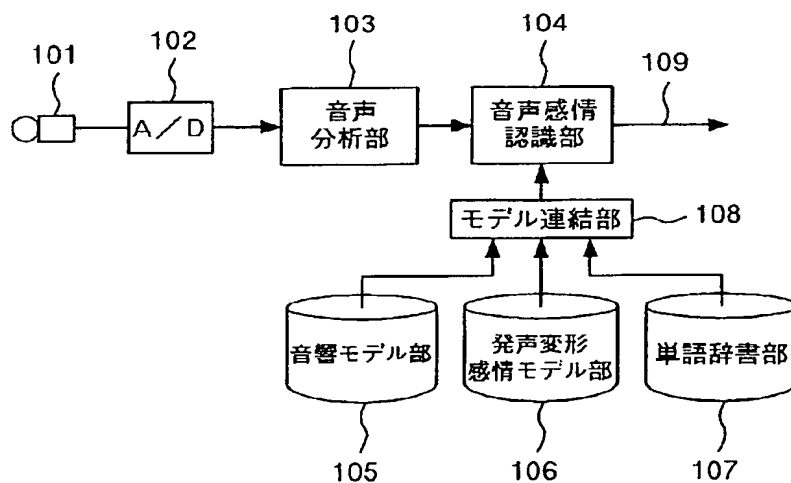 101
102
103
104
109
A／D
音声
分析部
音声感情
認識部
モデル連結部
108
音響モデル部
発声変形
感情モデル部
単語辞書部
105
106
107